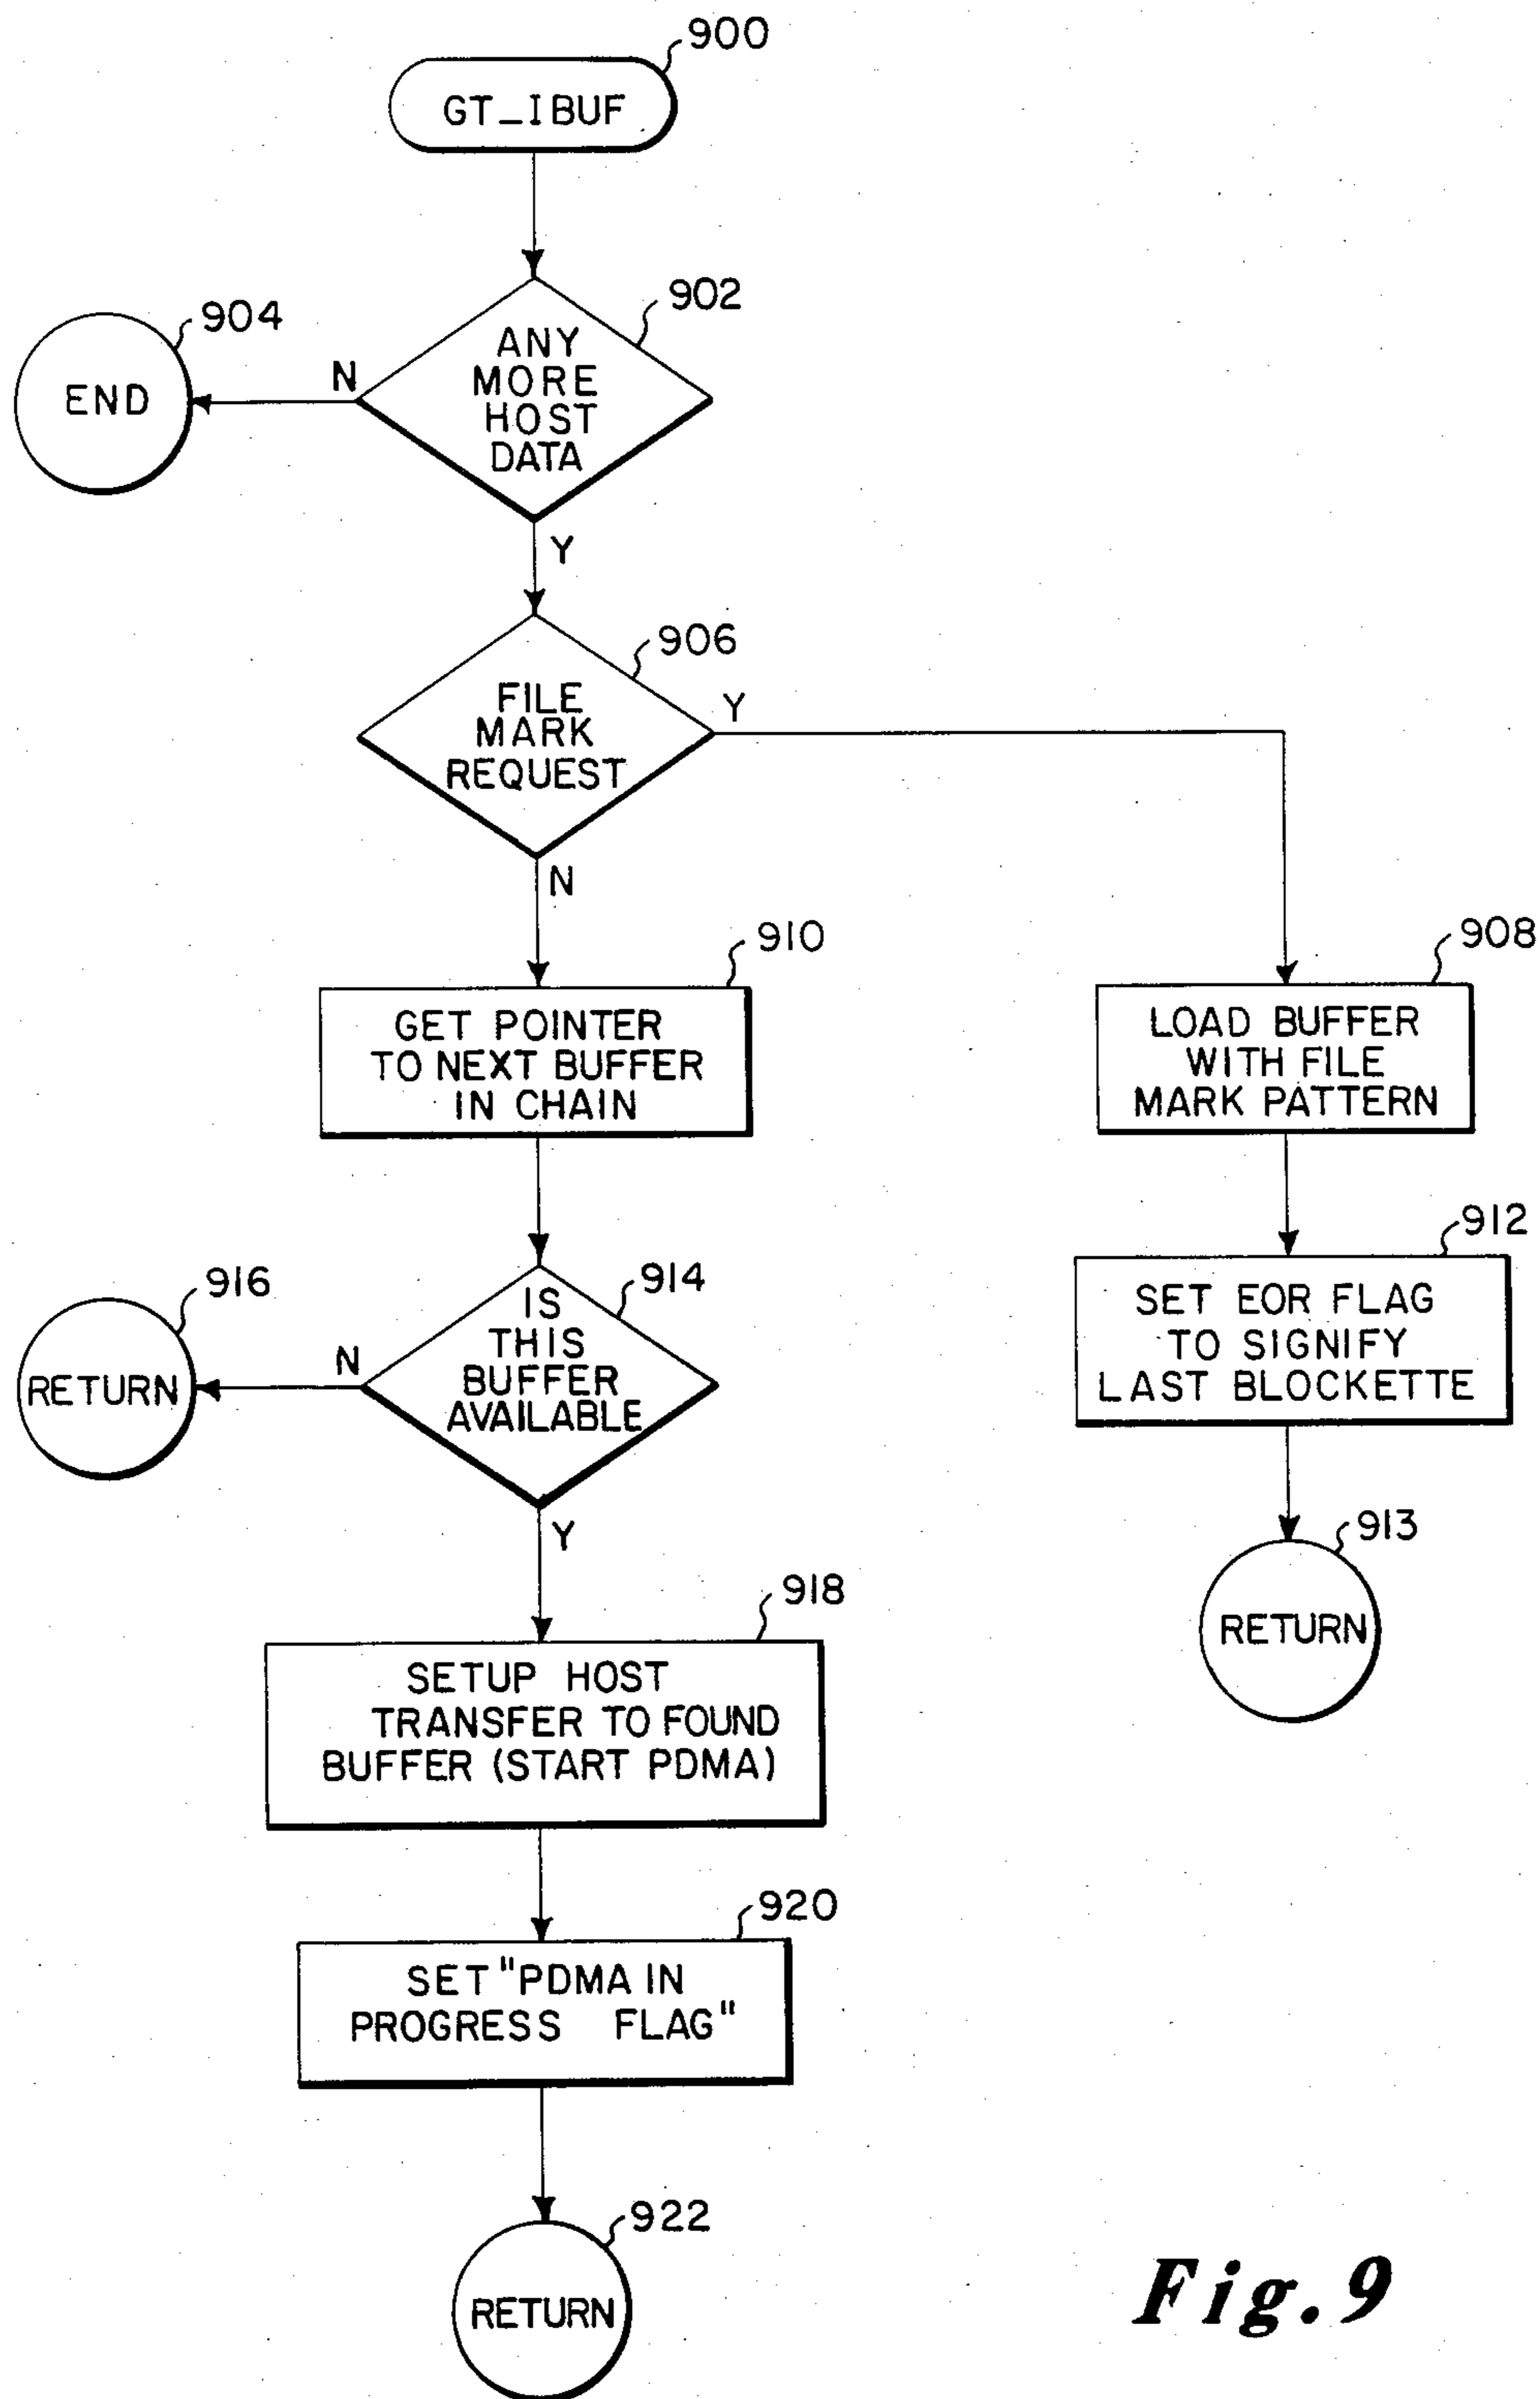 900
GT_IBUF
902
904
ANY
MORE
HOST
DATA
N
END
Y
906
FILE
MARK
REQUEST
Y
N
910
908
GET POINTER
TO NEXT BUFFER
IN CHAIN
LOAD BUFFER
WITH FILE
MARK PATTERN
912
SET EOR FLAG
TO SIGNIFY
LAST BLOCKETTE
914
916
IS
THIS
BUFFER
AVAILABLE
N
RETURN
Y
913
RETURN
918
SETUP HOST
TRANSFER TO FOUND
BUFFER (START PDMA)
920
SET "PDMA IN
PROGRESS FLAG"
922
RETURN
Fig. 9